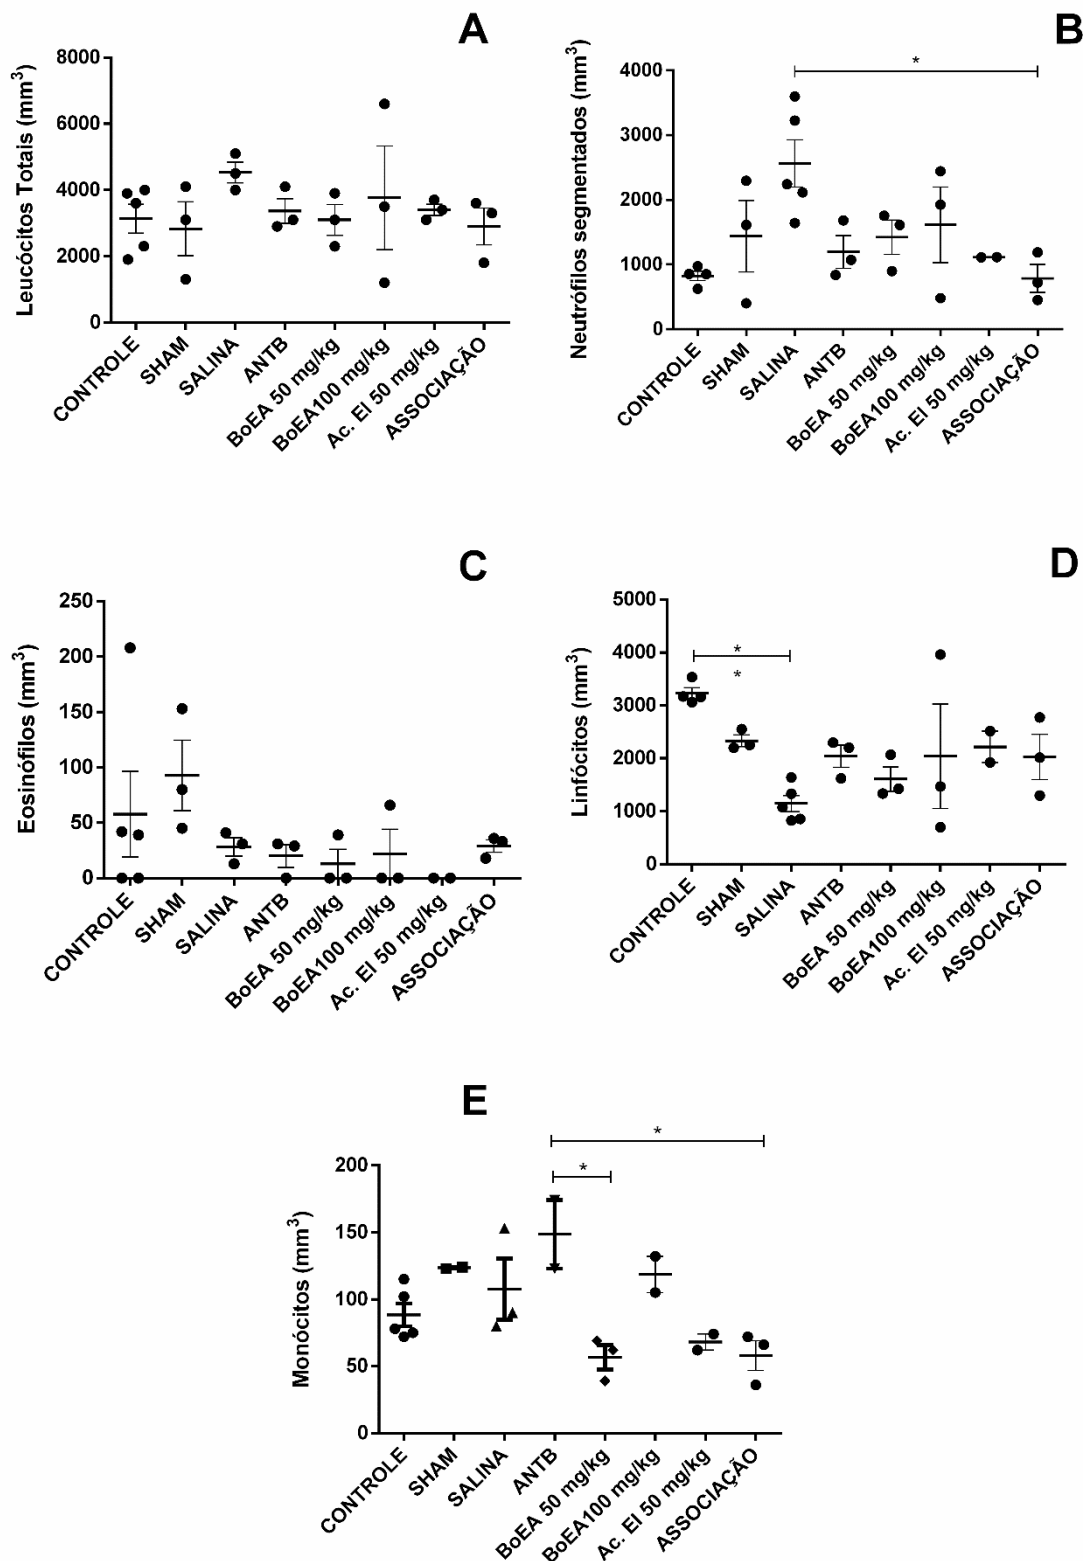 A
Leucócitos Totais (mm³)
8000
6000
4000
2000
0
CONTROLE
SHAM
SALINA
ANTB
BoEA 50 mg/kg
BoEA100 mg/kg
Ac. El 50 mg/kg
ASSOCIAÇÃO
B
Neutrófilos segmentados (mm³)
4000
3000
2000
1000
0
*
CONTROLE
SHAM
SALINA
ANTB
BoEA 50 mg/kg
BoEA100 mg/kg
Ac. El 50 mg/kg
ASSOCIAÇÃO
C
Eosinófilos (mm³)
250
200
150
100
50
0
CONTROLE
SHAM
SALINA
ANTB
BoEA 50 mg/kg
BoEA100 mg/kg
Ac. El 50 mg/kg
ASSOCIAÇÃO
D
Linfócitos (mm³)
5000
4000
3000
2000
1000
0
*
*
CONTROLE
SHAM
SALINA
ANTB
BoEA 50 mg/kg
BoEA100 mg/kg
Ac. El 50 mg/kg
ASSOCIAÇÃO
E
Monócitos (mm³)
200
150
100
50
0
*
*
CONTROLE
SHAM
SALINA
ANTB
BoEA 50 mg/kg
BoEA100 mg/kg
Ac. El 50 mg/kg
ASSOCIAÇÃO